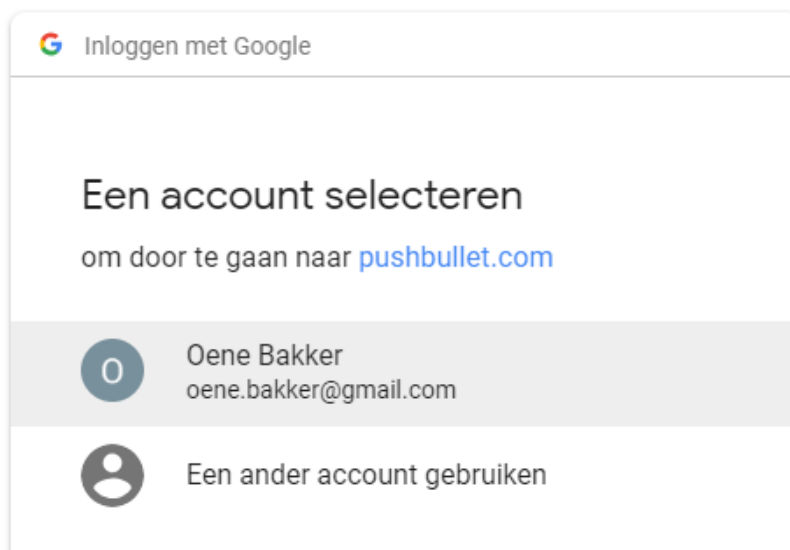 Inloggen met Google
Een account selecteren
om door te gaan naar pushbullet.com
O
Oene Bakker
oene.bakker@gmail.com
Een ander account gebruiken